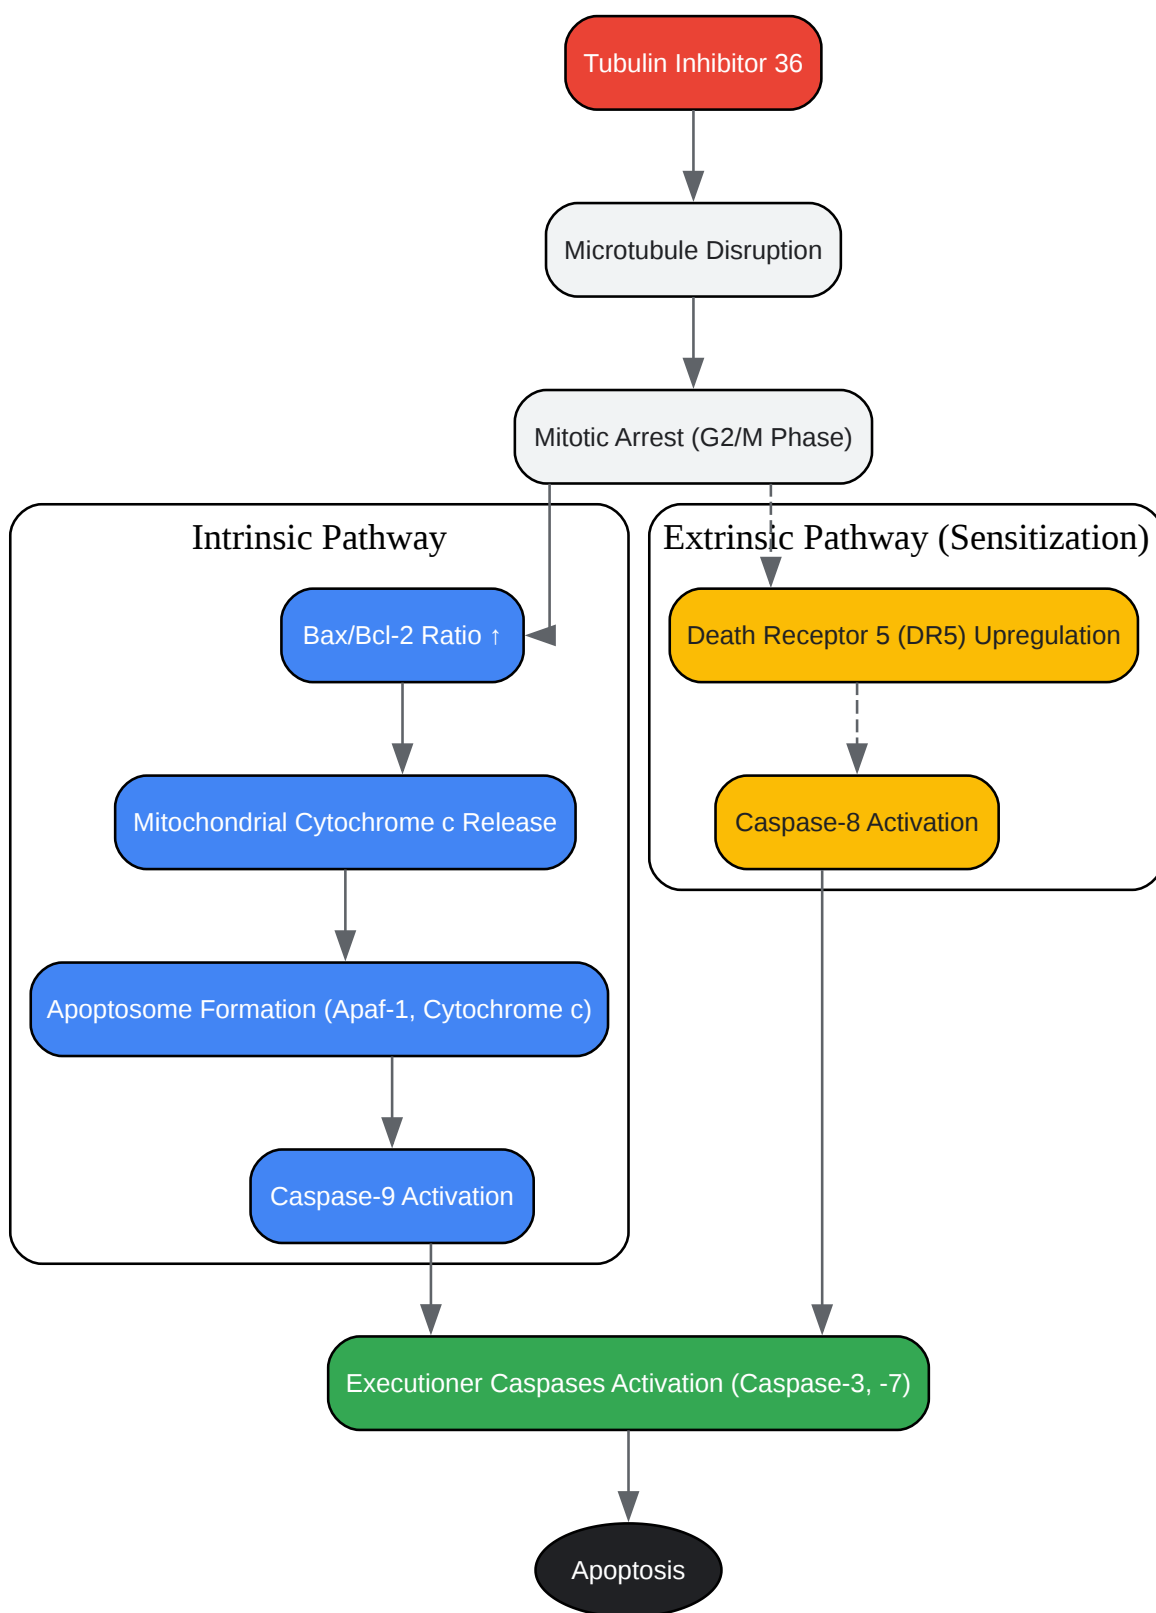 Tubulin Inhibitor 36
Microtubule Disruption
Mitotic Arrest (G2/M Phase)
Intrinsic Pathway
Bax/Bcl-2 Ratio ↑
Mitochondrial Cytochrome c Release
Apoptosome Formation (Apaf-1, Cytochrome c)
Caspase-9 Activation
Extrinsic Pathway (Sensitization)
Death Receptor 5 (DR5) Upregulation
Caspase-8 Activation
Executioner Caspases Activation (Caspase-3, -7)
Apoptosis